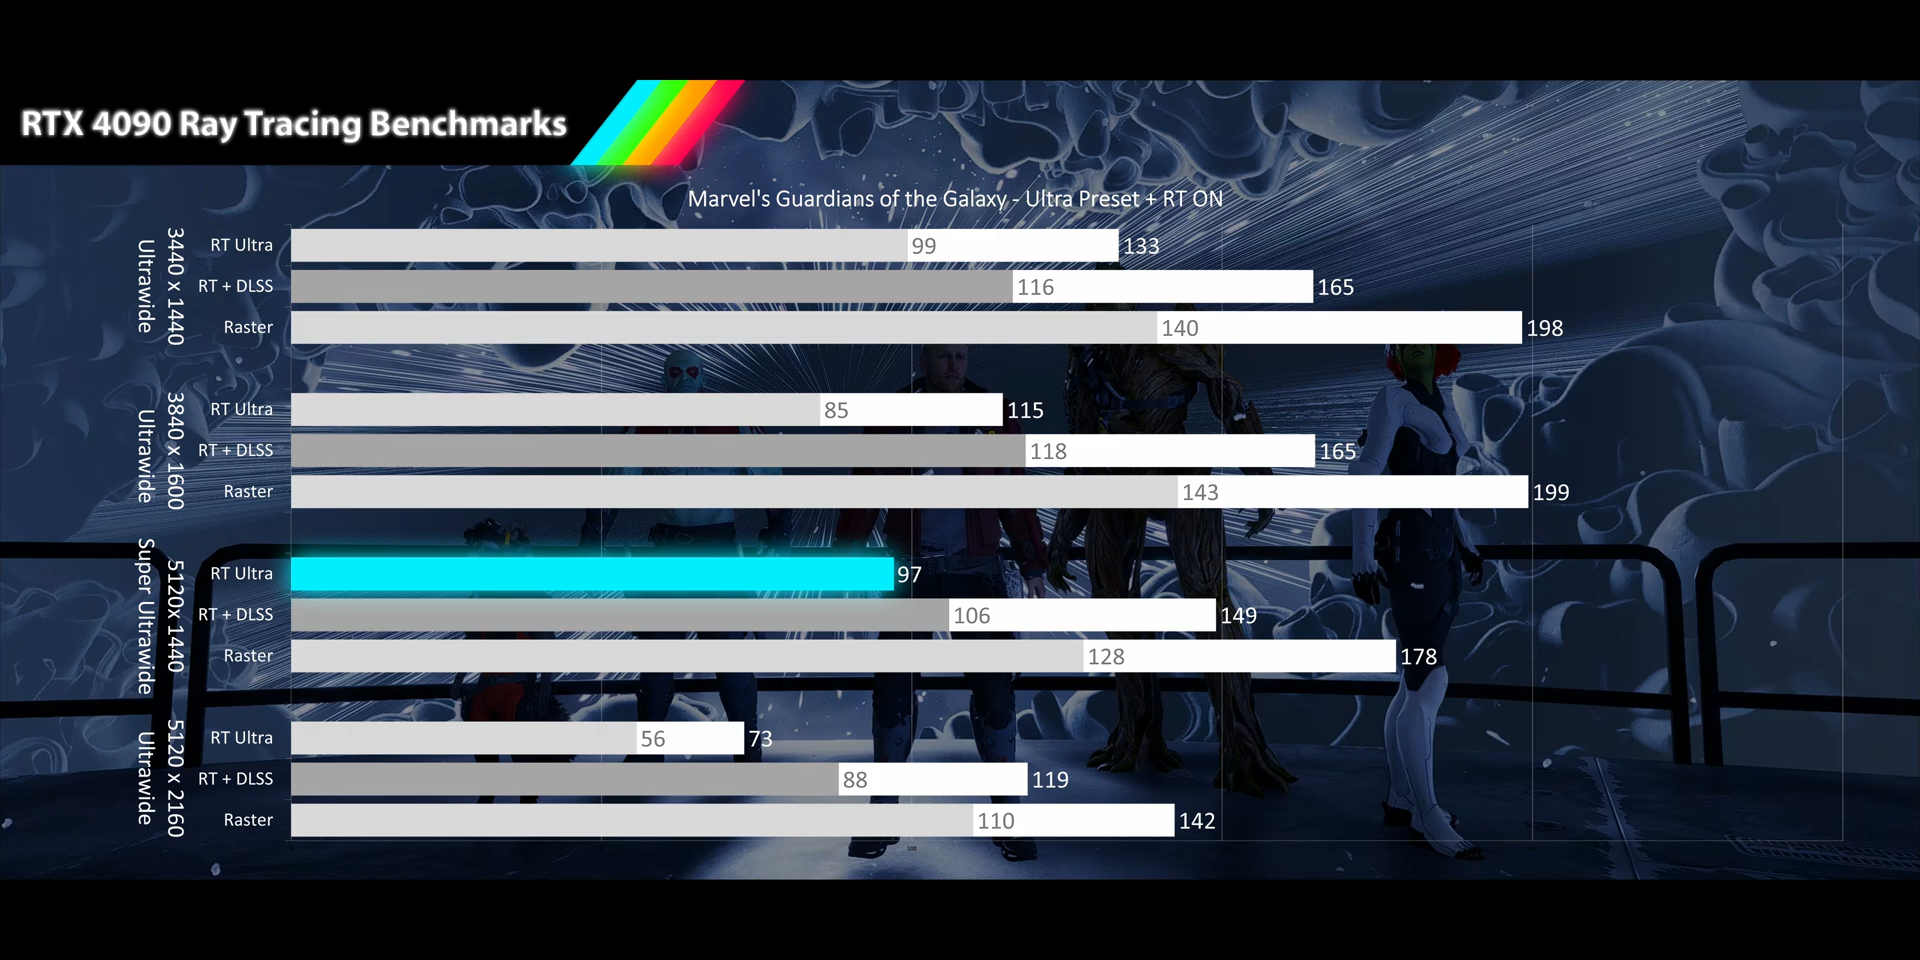 RTX 4090 Ray Tracing Benchmarks
Marvel's Guardians of the Galaxy - Ultra Preset + RT ON
3440 x 1440
Ultrawide
RT Ultra 99 133
RT + DLSS 116 165
Raster 140 198
3840 x 1600
Ultrawide
RT Ultra 85 115
RT + DLSS 118 165
Raster 143 199
5120x 1440
Super Ultrawide
RT Ultra 97
RT + DLSS 106 149
Raster 128 178
5120 x 2160
Ultrawide
RT Ultra 56 73
RT + DLSS 88 119
Raster 110 142
100